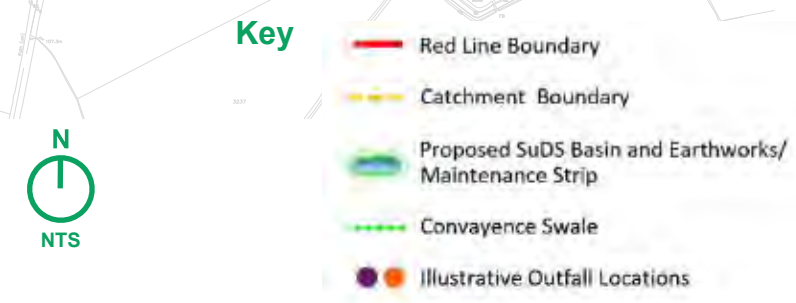 Key
Red Line Boundary
Catchment Boundary
Proposed SuDS Basin and Earthworks/
Maintenance Strip
Convayence Swale
Illustrative Outfall Locations
N
NTS